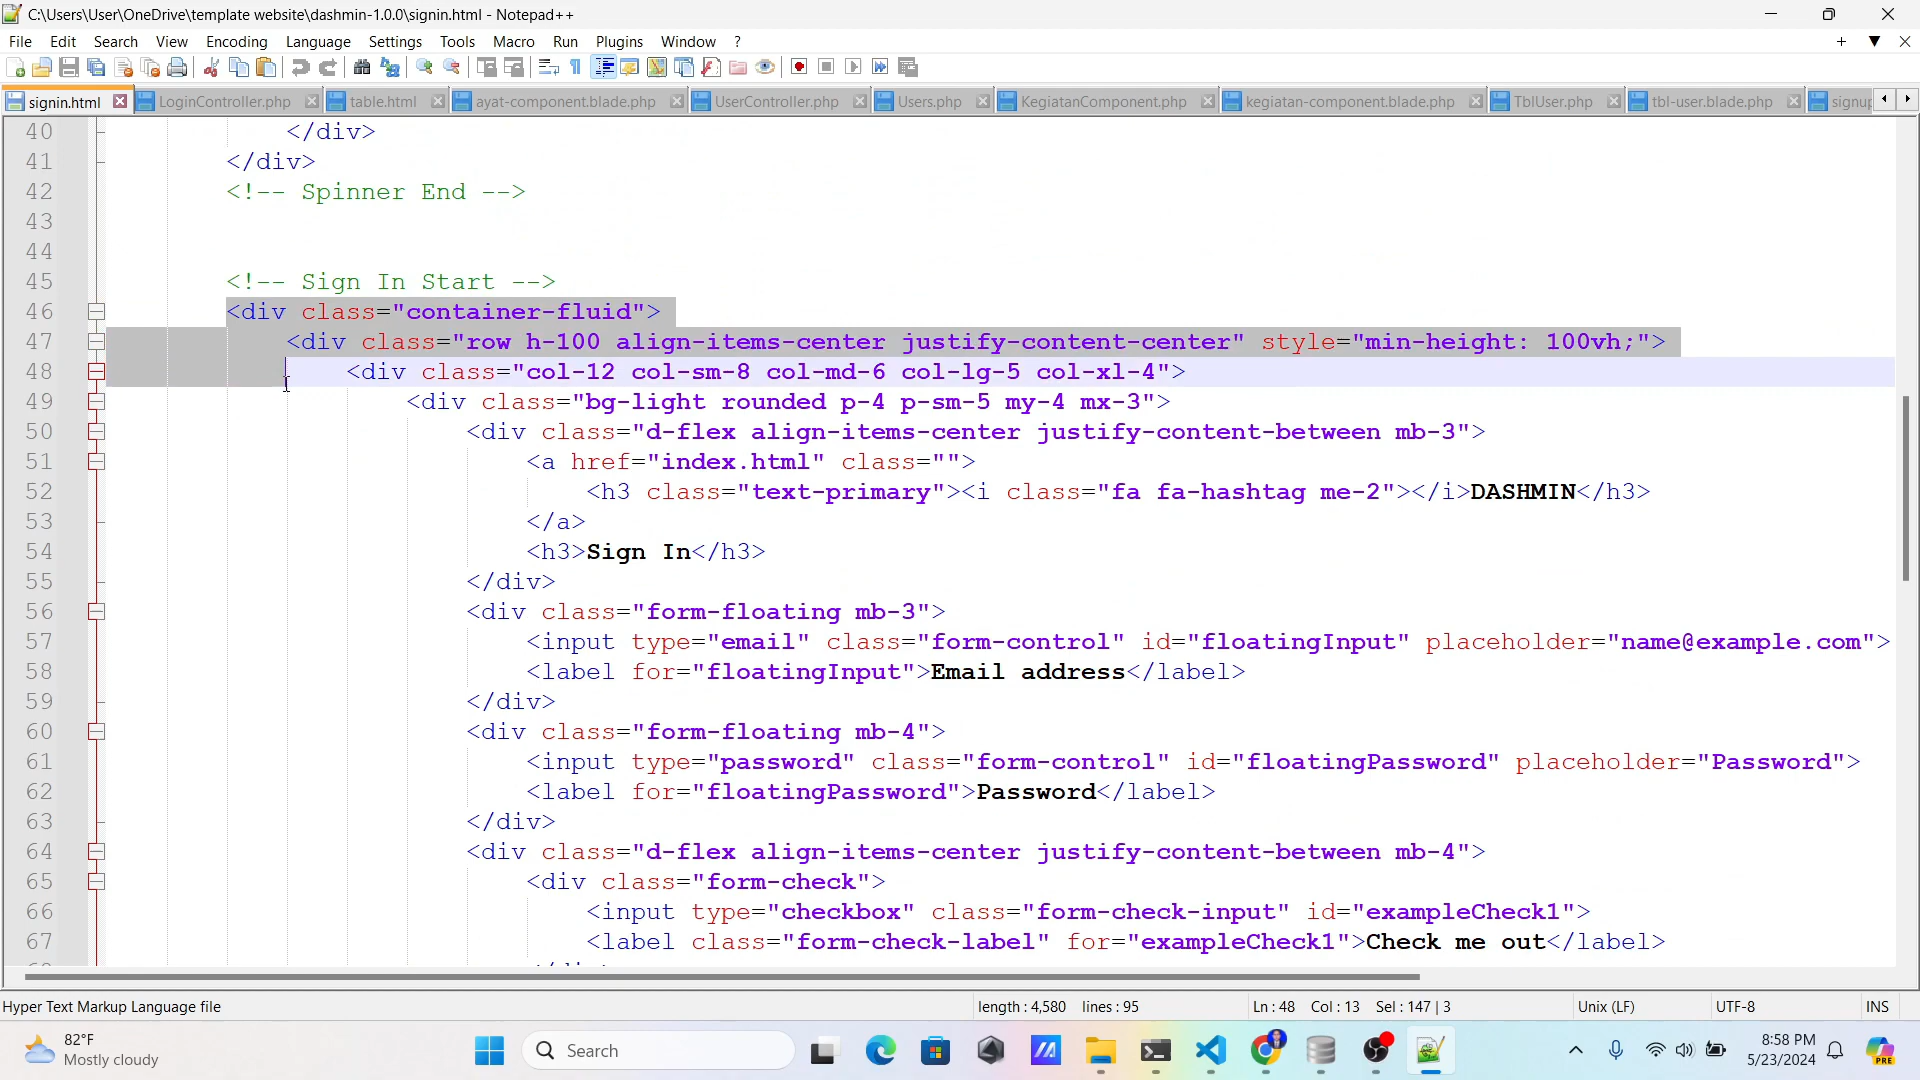 C:\Users\User\OneDrive\template website\dashmin-1.0.0\signin.html - Notepad++
File Edit Search View Encoding Language Settings Tools Macro Run Plugins Window ?
signin.html LoginController.php table.html ayat-component.blade.php UserController.php Users.php KegiatanComponent.php kegiatan-component.blade.php TblUser.php tbl-user.blade.php signup
40 </div>
41 </div>
42 <!-- Spinner End -->
43
44
45 <!-- Sign In Start -->
46 <div class="container-fluid">
47 <div class="row h-100 align-items-center justify-content-center" style="min-height: 100vh;">
48 <div class="col-12 col-sm-8 col-md-6 col-lg-5 col-xl-4">
49 <div class="bg-light rounded p-4 p-sm-5 my-4 mx-3">
50 <div class="d-flex align-items-center justify-content-between mb-3">
51 <a href="index.html" class="">
52 <h3 class="text-primary"><i class="fa fa-hashtag me-2"></i>DASHMIN</h3>
53 </a>
54 <h3>Sign In</h3>
55 </div>
56 <div class="form-floating mb-3">
57 <input type="email" class="form-control" id="floatingInput" placeholder="name@example.com">
58 <label for="floatingInput">Email address</label>
59 </div>
60 <div class="form-floating mb-4">
61 <input type="password" class="form-control" id="floatingPassword" placeholder="Password">
62 <label for="floatingPassword">Password</label>
63 </div>
64 <div class="d-flex align-items-center justify-content-between mb-4">
65 <div class="form-check">
66 <input type="checkbox" class="form-check-input" id="exampleCheck1">
67 <label class="form-check-label" for="exampleCheck1">Check me out</label>
Hyper Text Markup Language file length : 4,580 lines : 95 Ln : 48 Col : 13 Sel : 147 | 3 Unix (LF) UTF-8 INS
82°F
Mostly cloudy
Search
8:58 PM
5/23/2024
PRE